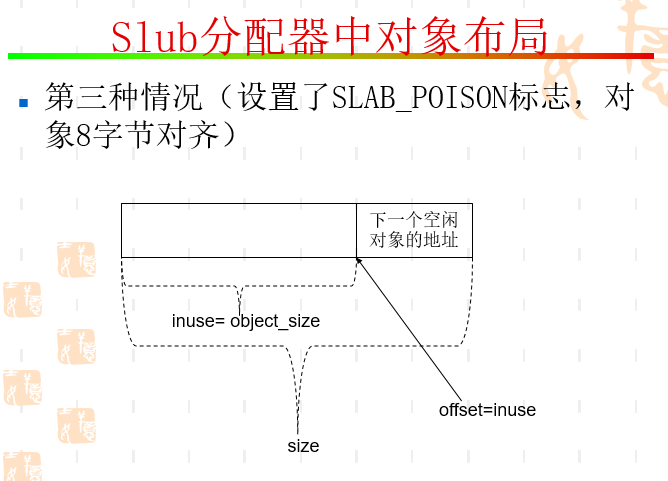 Slub分配器中对象布局
第三种情况（设置了SLAB_POISON标志，对
象8字节对齐）
下一个空闲
对象的地址
inuse= object_size
offset=inuse
size